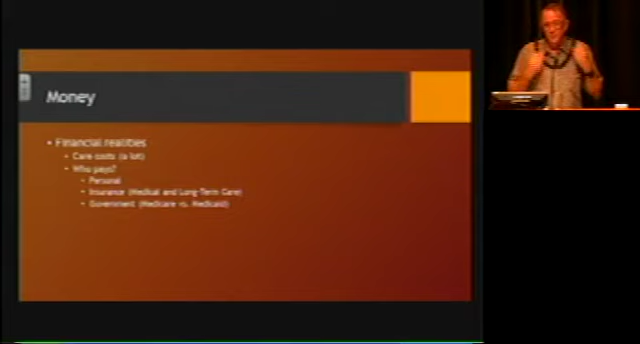 Money
Financial realities
Care costs (a lot)
Who pays?
Personal
Insurance (Medical and Long-Term Care)
Government (Medicare vs. Medicaid)